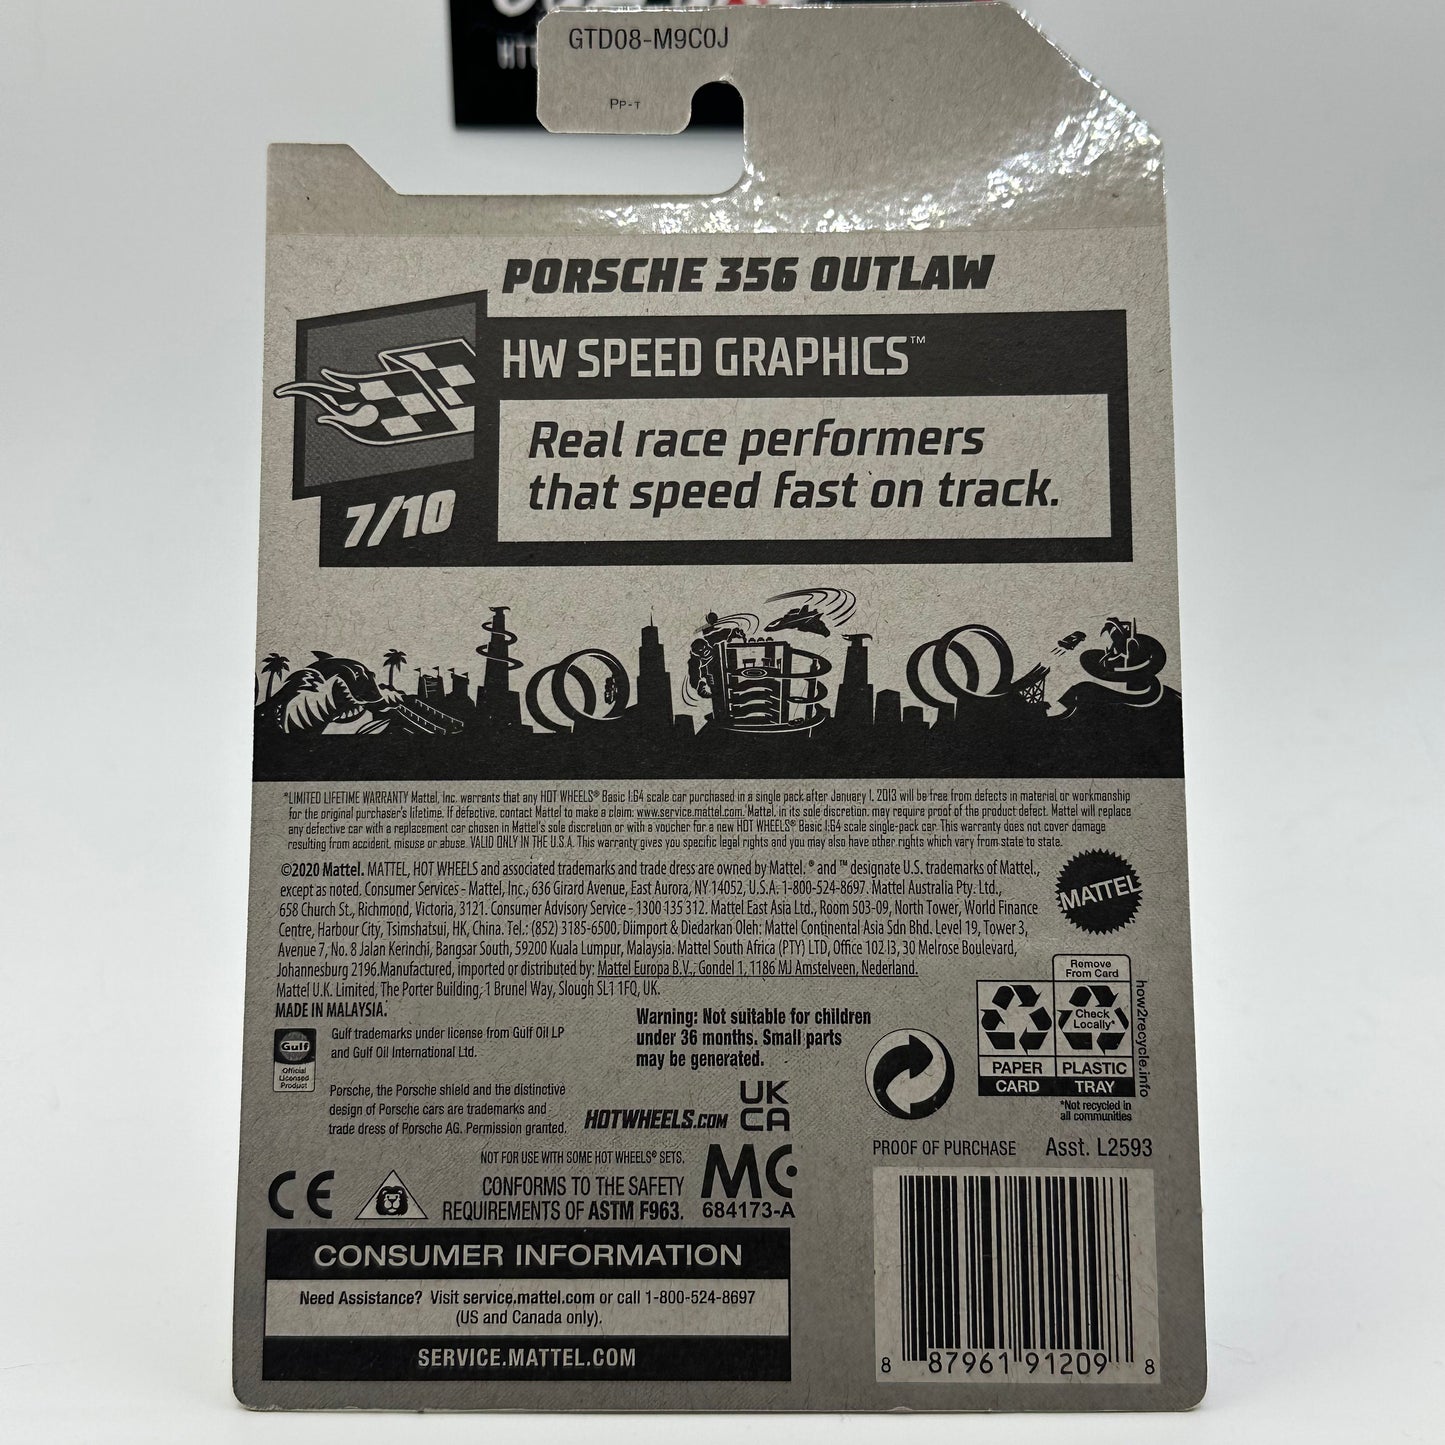 GTD08-M9C0J
PP-T
PORSCHE 356 OUTLAW
HW SPEED GRAPHICS™
Real race performers
that speed fast on track.
7/10
*LIMITED LIFETIME WARRANTY Mattel, Inc. warrants that any HOT WHEELS® Basic 1:64 scale car purchased in a single pack after January 1, 2013 will be free from defects in material or workmanship
for the original purchaser's lifetime. If defective, contact Mattel to make a claim: www.service.mattel.com. Mattel, in its sole discretion, may require proof of the product defect. Mattel will replace
any defective car with a replacement car chosen in Mattel's sole discretion or with a voucher for a new HOT WHEELS® Basic 1:64 scale single-pack car. This warranty does not cover damage
resulting from accident, misuse or abuse. VALID ONLY IN THE U.S.A. This warranty gives you specific legal rights and you may also have other rights which vary from state to state.
©2020 Mattel. MATTEL, HOT WHEELS and associated trademarks and trade dress are owned by Mattel. ® and ™ designate U.S. trademarks of Mattel,
except as noted. Consumer Services - Mattel, Inc., 636 Girard Avenue, East Aurora, NY 14052, U.S.A. 1-800-524-8697. Mattel Australia Pty. Ltd.,
658 Church St., Richmond, Victoria, 3121. Consumer Advisory Service - 1300 135 312. Mattel East Asia Ltd., Room 503-09, North Tower, World Finance
Centre, Harbour City, Tsimshatsui, HK, China. Tel.: (852) 3185-6500. Diimport & Diedarkan Oleh: Mattel Continental Asia Sdn Bhd. Level 19, Tower 3,
Avenue 7, No. 8 Jalan Kerinchi, Bangsar South, 59200 Kuala Lumpur, Malaysia. Mattel South Africa (PTY) LTD, Office 102 I3, 30 Melrose Boulevard,
Johannesburg 2196.Manufactured, imported or distributed by: Mattel Europa B.V., Gondel 1, 1186 MJ Amstelveen, Nederland.
Mattel U.K. Limited, The Porter Building, 1 Brunel Way, Slough SL1 1FQ, UK.
MADE IN MALAYSIA.
MATTEL
Gulf
Official
Licensed
Product
Gulf trademarks under license from Gulf Oil LP
and Gulf Oil International Ltd.
Warning: Not suitable for children
under 36 months. Small parts
may be generated.
Remove
From Card
Check
Locally*
PAPER
CARD
PLASTIC
TRAY
how2recycle.info
*Not recycled in
all communities
Porsche, the Porsche shield and the distinctive
design of Porsche cars are trademarks and
trade dress of Porsche AG. Permission granted.
HOTWHEELS.COM
UK
CA
NOT FOR USE WITH SOME HOT WHEELS® SETS.
CE
CONFORMS TO THE SAFETY
REQUIREMENTS OF ASTM F963.
MC
684173-A
PROOF OF PURCHASE
Asst. L2593
CONSUMER INFORMATION
Need Assistance? Visit service.mattel.com or call 1-800-524-8697
(US and Canada only).
SERVICE.MATTEL.COM
8 87961 91209 8